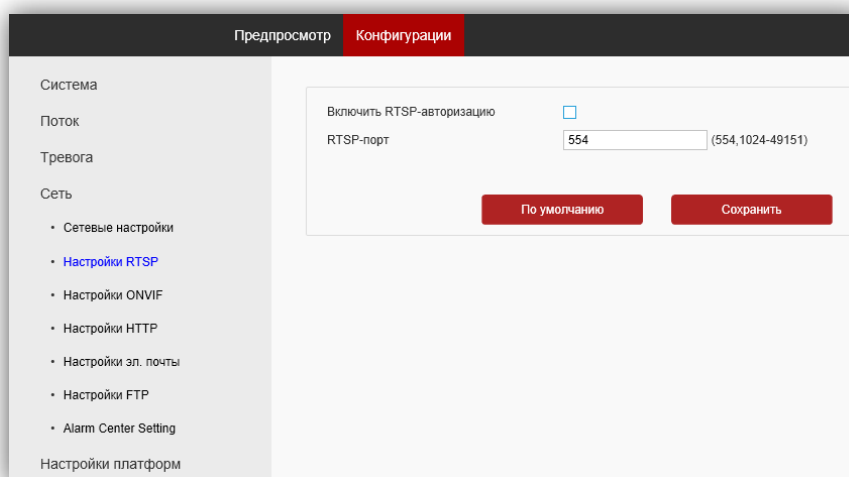 Предпросмотр Конфигурации
Система
Поток
Тревога
Сеть
• Сетевые настройки
• Настройки RTSP
• Настройки ONVIF
• Настройки HTTP
• Настройки эл. почты
• Настройки FTP
• Alarm Center Setting
Настройки платформ
Включить RTSP-авторизацию
RTSP-порт 554 (554,1024-49151)
По умолчанию Сохранить